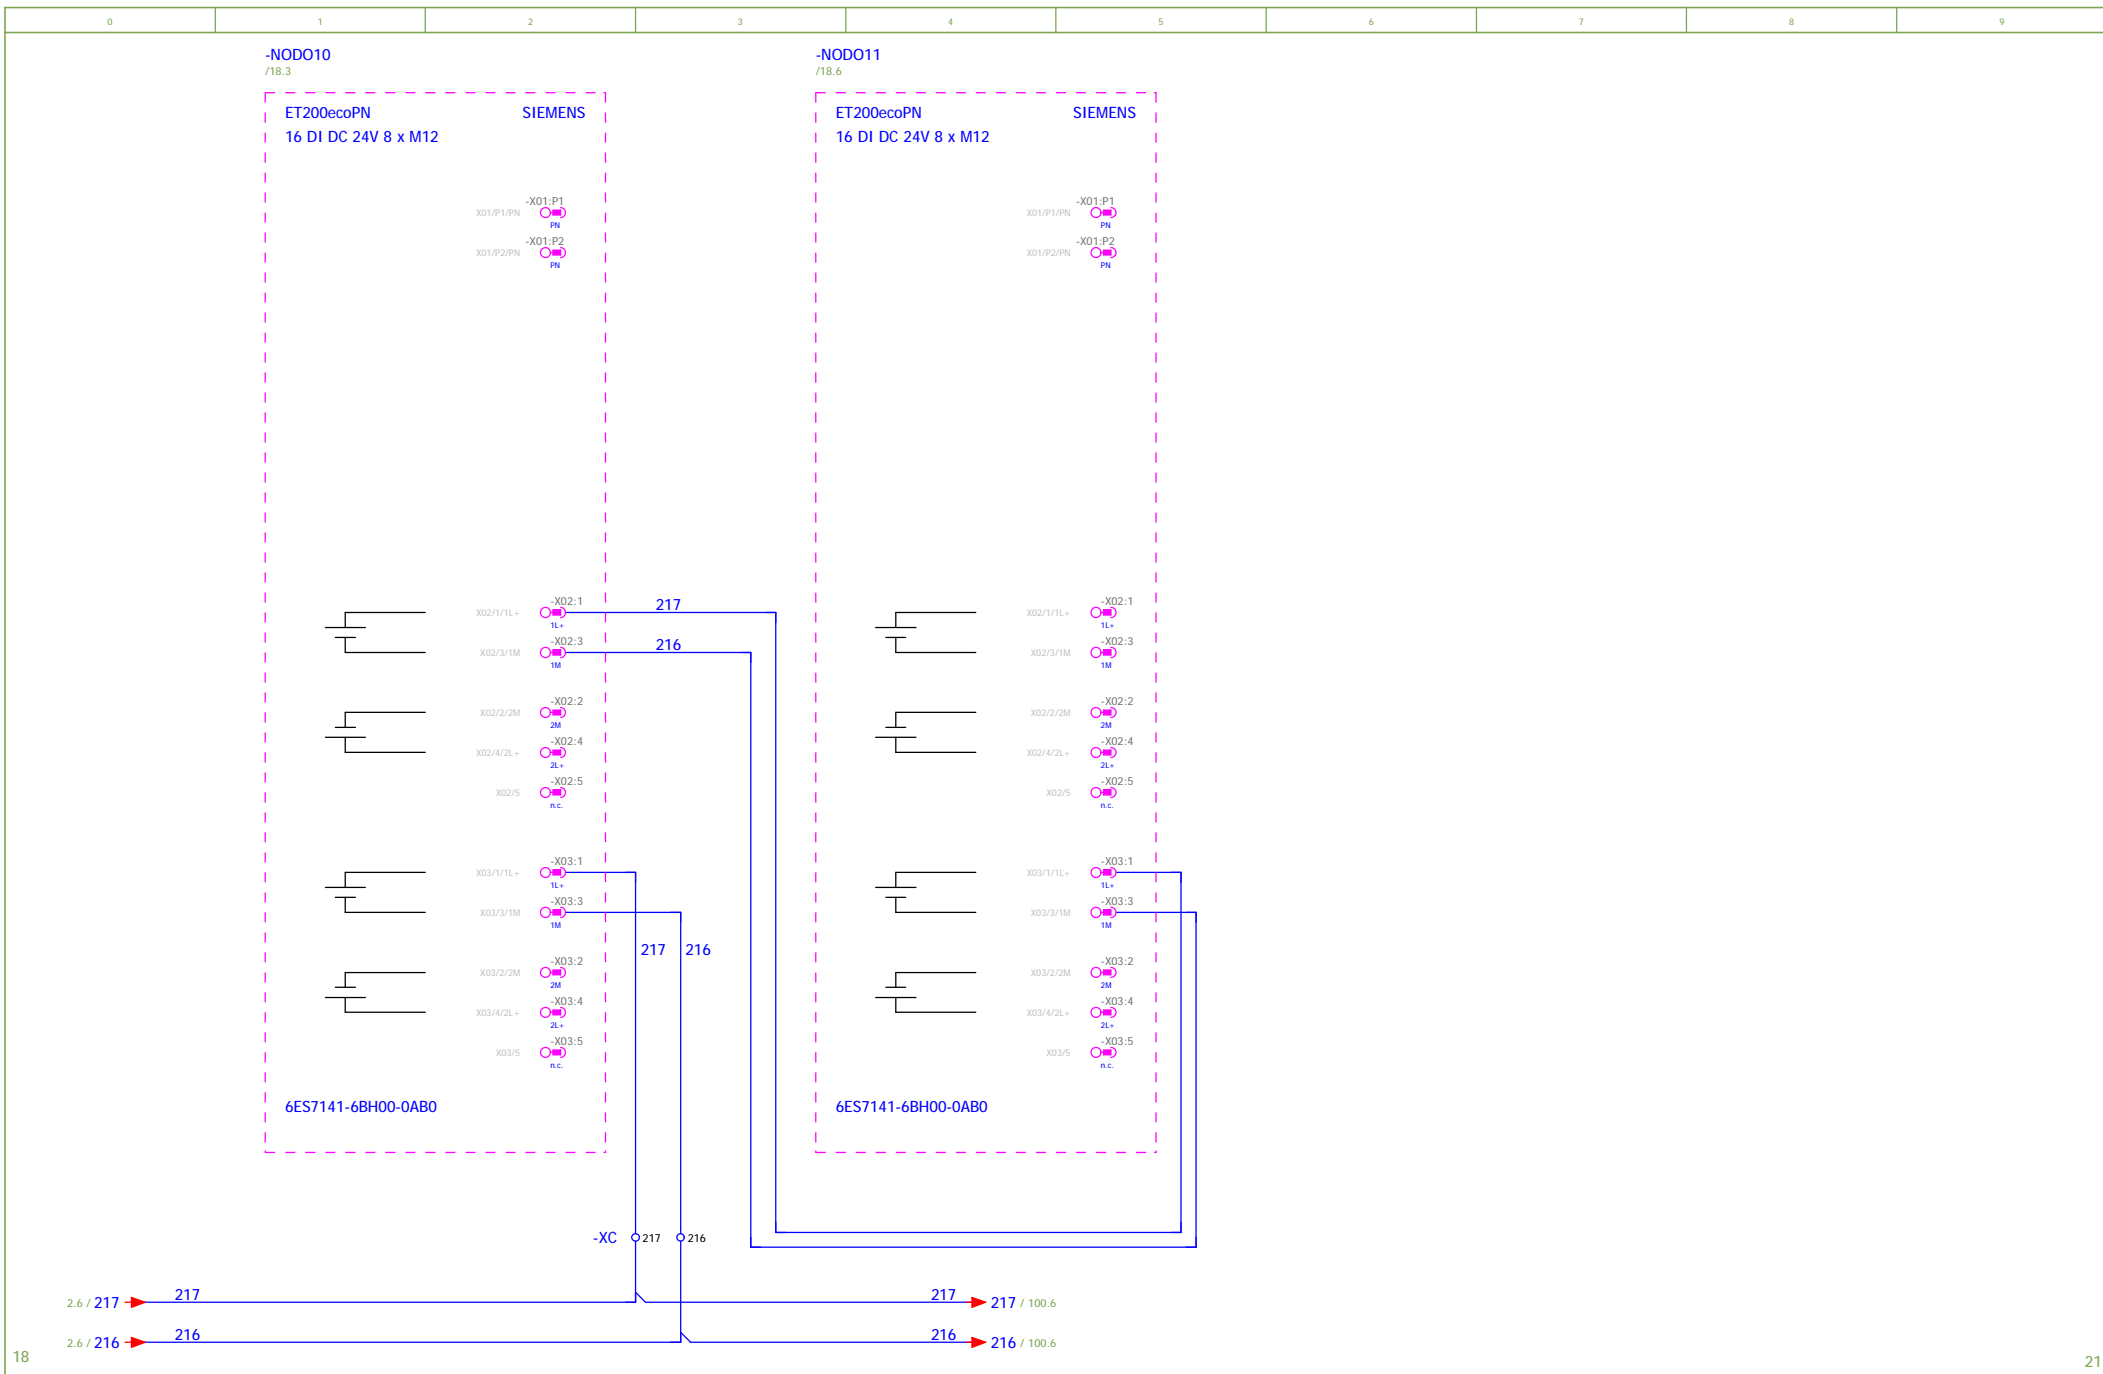 0 1 2 3 4 5 6 7 8 9
-NODO10 -NODO11
/18.3 /18.6
ET200ecoPN SIEMENS ET200ecoPN SIEMENS
16 DI DC 24V 8 x M12 16 DI DC 24V 8 x M12
-X01:P1 -X01:P1
X01/P1/PN X01/P1/PN
PN PN
-X01:P2 -X01:P2
X01/P2/PN X01/P2/PN
PN PN
-X02:1 217 -X02:1
X02/1/1L+ X02/1/1L+
1L+ 1L+
-X02:3 216 -X02:3
X02/3/1M X02/3/1M
1M 1M
-X02:2 -X02:2
X02/2/2M X02/2/2M
2M 2M
-X02:4 -X02:4
X02/4/2L+ X02/4/2L+
2L+ 2L+
-X02:5 -X02:5
X02/5 X02/5
n.c. n.c.
-X03:1 -X03:1
X03/1/1L+ X03/1/1L+
1L+ 1L+
-X03:3 -X03:3
X03/3/1M X03/3/1M
1M 1M
217 216
-X03:2 -X03:2
X03/2/2M X03/2/2M
2M 2M
-X03:4 -X03:4
X03/4/2L+ X03/4/2L+
2L+ 2L+
-X03:5 -X03:5
X03/5 X03/5
n.c. n.c.
6ES7141-6BH00-0AB0 6ES7141-6BH00-0AB0
-XC 217 216
2.6 / 217 217 217 217 / 100.6
2.6 / 216 216 216 216 / 100.6
18 21